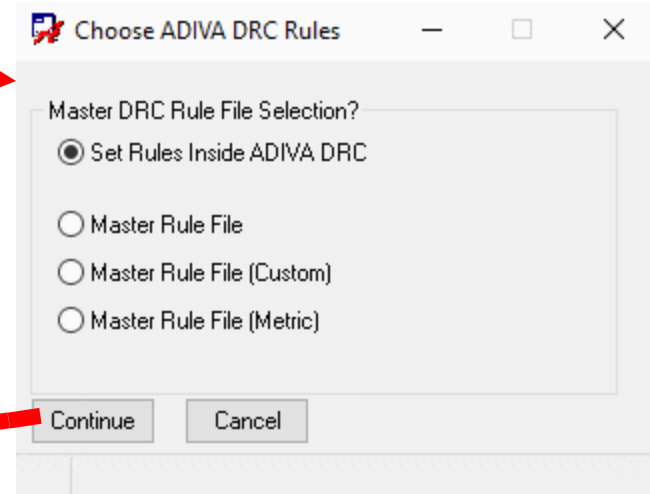 Choose ADIVA DRC Rules
Master DRC Rule File Selection?
Set Rules Inside ADIVA DRC
Master Rule File
Master Rule File (Custom)
Master Rule File (Metric)
Continue Cancel